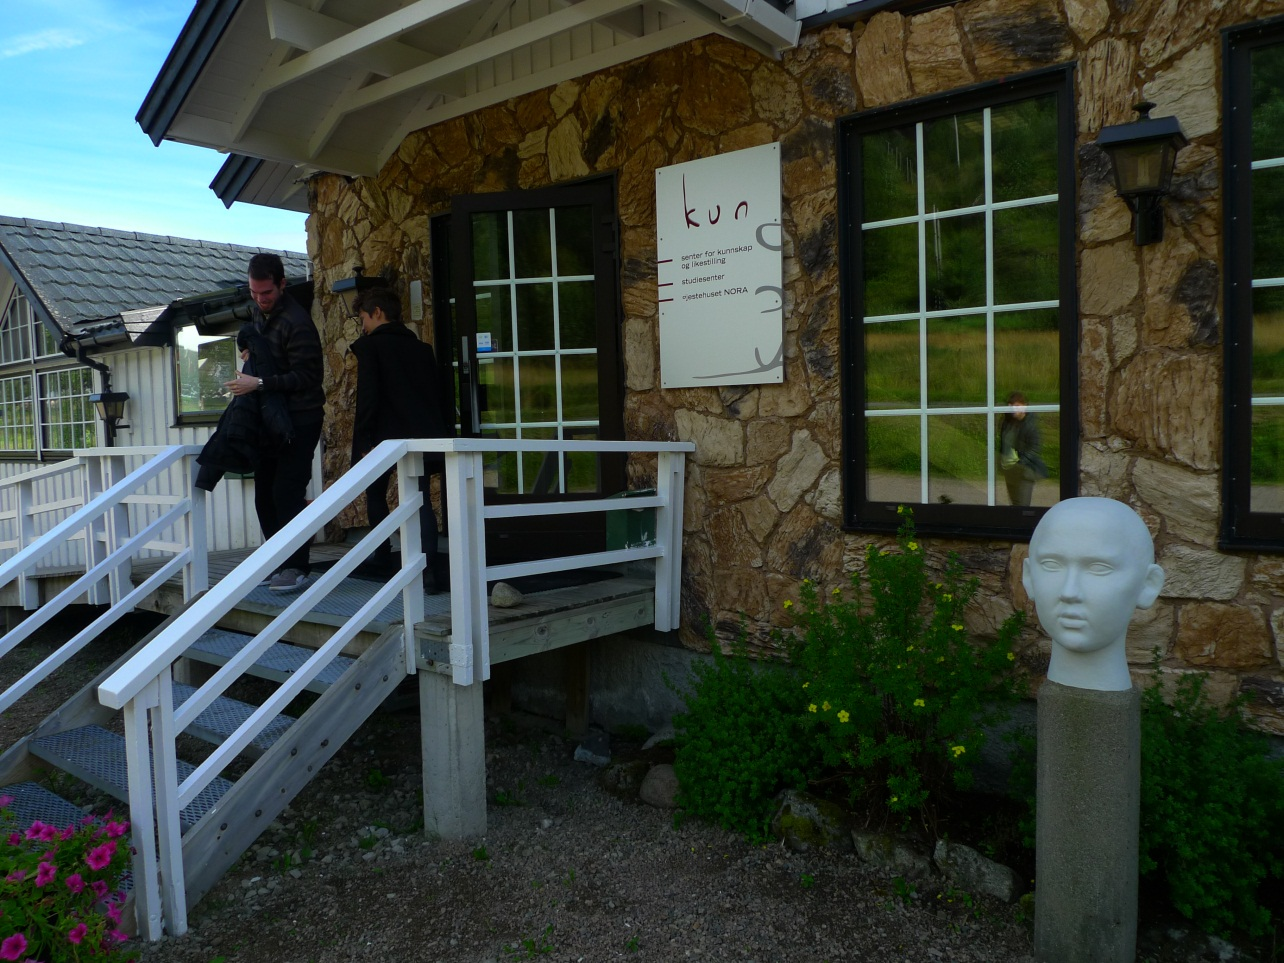 kun
senter for kunnskap
og likestilling
studiesenter
gjestehuset NORA